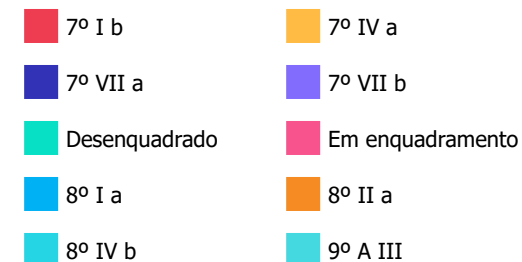 7º I b
7º IV a
7º VII a
7º VII b
Desenquadrado
Em enquadramento
8º I a
8º II a
8º IV b
9º A III